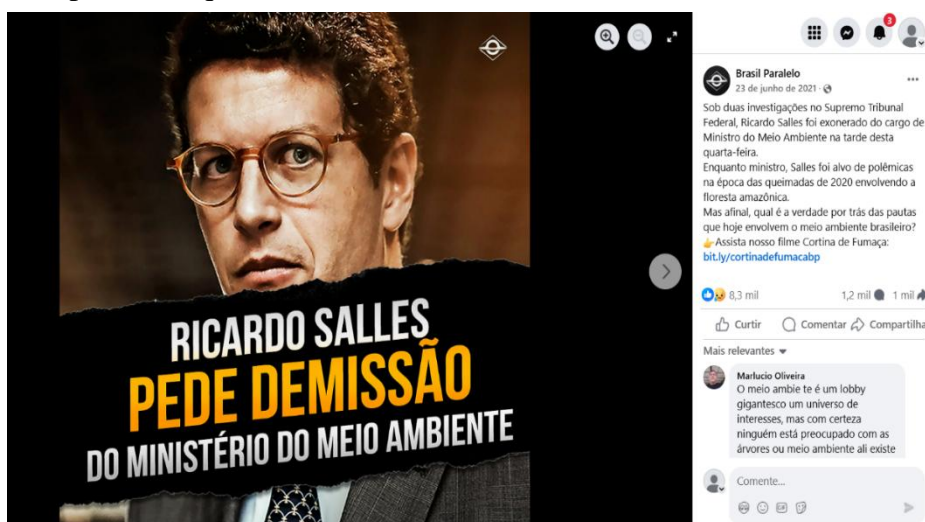 RICARDO SALLES
PEDE DEMISSÃO
DO MINISTÉRIO DO MEIO AMBIENTE
3
Brasil Paralelo
23 de junho de 2021 ·
Sob duas investigações no Supremo Tribunal
Federal, Ricardo Salles foi exonerado do cargo de
Ministro do Meio Ambiente na tarde desta
quarta-feira.
Enquanto ministro, Salles foi alvo de polêmicas
na época das queimadas de 2020 envolvendo a
floresta amazônica.
Mas afinal, qual é a verdade por trás das pautas
que hoje envolvem o meio ambiente brasileiro?
👉Assista nosso filme Cortina de Fumaça:
bit.ly/cortinadefumacabp
8,3 mil 1,2 mil 1 mil
Curtir Comentar Compartilha
Mais relevantes
Marlucio Oliveira
O meio ambie te é um lobby
gigantesco um universo de
interesses, mas com certeza
ninguém está preocupado com as
árvores ou meio ambiente ali existe
Comente...